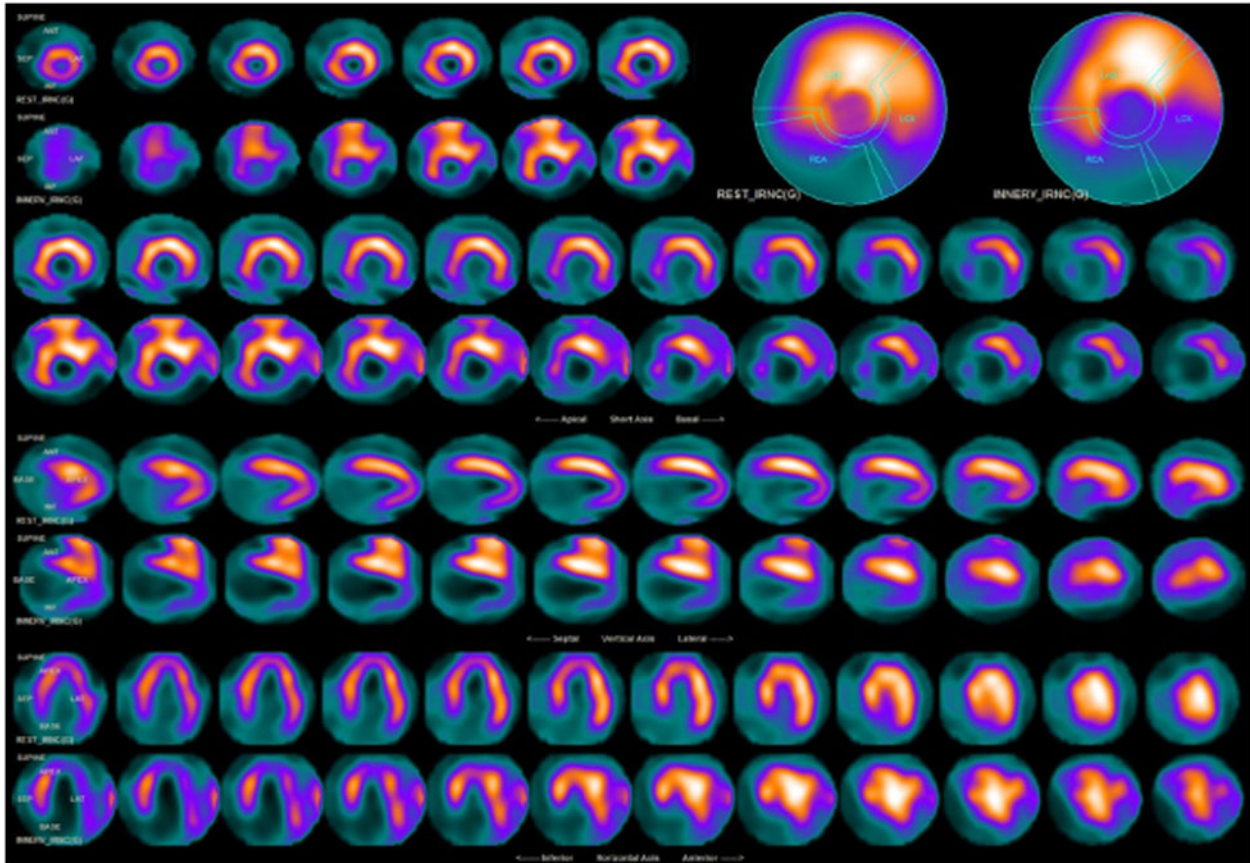 SUPINE
ANT
SEP LAT
INF
REST_IRNC(G)
SUPINE
ANT
SEP LAT
INF
INNERV_IRNC(G)
LAD
LCX
RCA
REST_IRNC(G)
LAD
LCX
RCA
INNERV_IRNC(G)
<----- Apical Short Axis Basal ----->
SUPINE
ANT
BASE APEX
INF
REST_IRNC(G)
SUPINE
ANT
BASE APEX
INF
INNERV_IRNC(G)
<----- Septal Vertical Axis Lateral ----->
SUPINE
APEX
SEP LAT
BASE
REST_IRNC(G)
SUPINE
APEX
SEP LAT
BASE
INNERV_IRNC(G)
<----- Inferior Horizontal Axis Anterior ----->